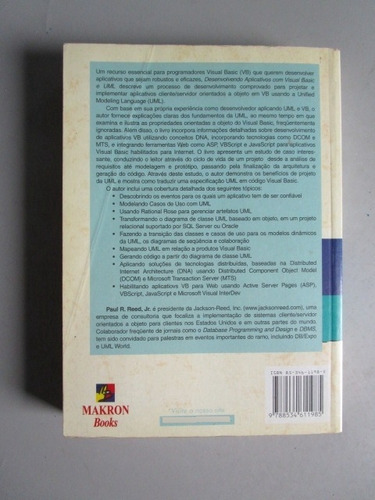 Um recurso essencial para programadores Visual Basic (VB) que querem desenvolver
aplicativos que sejam robustos e eficazes, Desenvolvendo Aplicativos com Visual Basic
e UML descreve um processo de desenvolvimento comprovado para projetar e
implementar aplicativos cliente/servidor orientados a objeto em VB usando a Unified
Modeling Language (UML).
Com base em sua própria experiência como desenvolvedor aplicando UML e VB, o
autor fornece explicações claras dos fundamentos da UML, ao mesmo tempo em que
examina e ilustra as propriedades orientadas a objeto do Visual Basic, freqüentemente
ignoradas. Além disso, o livro incorpora informações detalhadas sobre desenvolvimento
de aplicativos VB utilizando conceitos DNA, incorporando tecnologias como DCOM e
MTS, e integrando ferramentas Web como ASP, VBScript e JavaScript para aplicativos
Visual Basic habilitados para Internet. O livro apresenta um estudo de caso interes-
sante, conduzindo o leitor através do ciclo de vida de um projeto desde a análise de
requisitos até modelagem e protótipo, passando pela finalização da arquitetura e
geração do código. Através deste estudo, o autor demonstra os benefícios de projeto
da UML, e mostra como traduzir uma especificação UML em código Visual Basic.
O autor inclui uma cobertura detalhada dos seguintes tópicos:
• Descobrindo os eventos para os quais um aplicativo tem de ser confiável
• Modelando Casos de Uso com UML
• Usando Rational Rose para gerenciar artefatos UML
• Transformando o diagrama de classe UML baseado em objeto, em um projeto
relacional suportado por SQL Server ou Oracle
• Fazendo a transição das classes e casos de uso para os modelos dinâmicos
da UML, os diagramas de seqüência e colaboração
• Mapeando UML em relação a produtos Visual Basic
• Gerando código a partir do diagrama de classe UML
• Aplicando soluções de tecnologias distribuídas, baseadas na Distributed
Internet Architecture (DNA) usando Distributed Component Object Model
(DCOM) e Microsoft Transaction Server (MTS)
• Habilitando aplicativos VB para Web usando Active Server Pages (ASP),
VBScript, JavaScript e Microsoft Visual InterDev
Paul R. Reed, Jr. é presidente da Jackson-Reed, Inc. (www.jacksonreed.com), uma
empresa de consultoria que focaliza a implementação de sistemas cliente/servidor
orientados a objeto para clientes nos Estados Unidos e em outras partes do mundo.
Colaborador freqüente de jornais como o Database Programming and Design e DBMS,
tem sido convidado para palestras em eventos importantes do ramo, incluindo DB/Expo
e UML World.
MAKRON
Books
Visite o nosso site
ISBN 85-346-1198-5
9 788534 611985